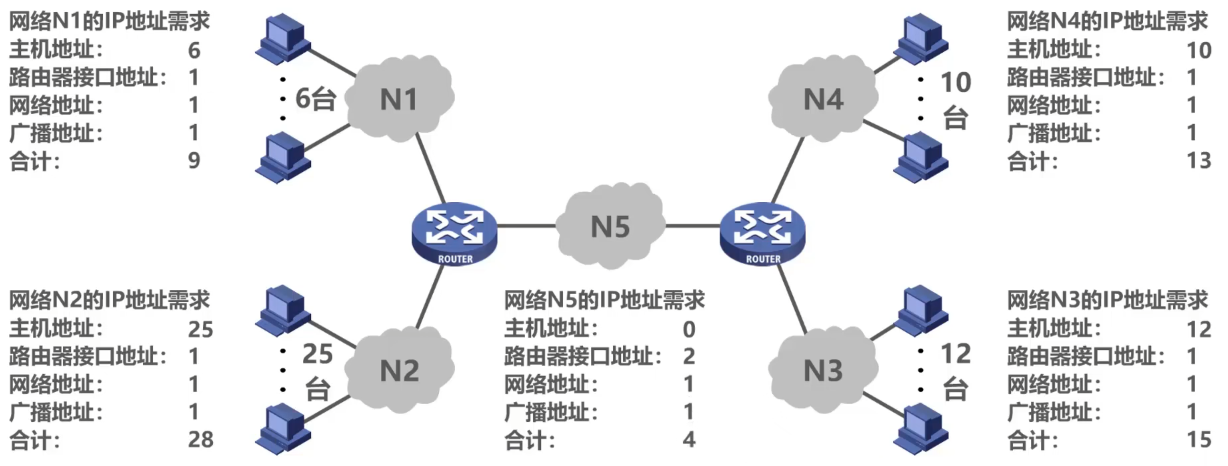 网络N1的IP地址需求
主机地址： 6
路由器接口地址： 1
网络地址： 1
广播地址： 1
合计： 9
6台
N1
网络N4的IP地址需求
主机地址： 10
路由器接口地址： 1
网络地址： 1
广播地址： 1
合计： 13
N4
10
台
ROUTER
N5
ROUTER
网络N2的IP地址需求
主机地址： 25
路由器接口地址： 1
网络地址： 1
广播地址： 1
合计： 28
25
台
N2
网络N5的IP地址需求
主机地址： 0
路由器接口地址： 2
网络地址： 1
广播地址： 1
合计： 4
N3
12
台
网络N3的IP地址需求
主机地址： 12
路由器接口地址： 1
网络地址： 1
广播地址： 1
合计： 15